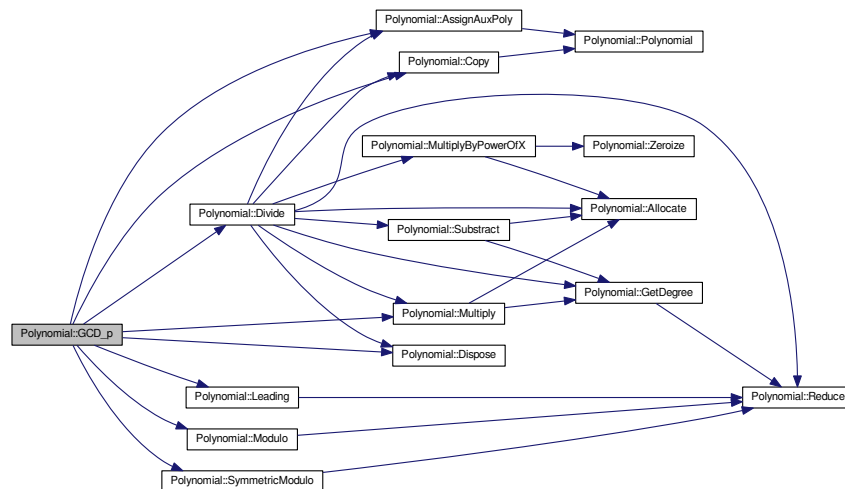 Polynomial::AssignAuxPoly
Polynomial::Polynomial
Polynomial::Copy
Polynomial::MultiplyByPowerOfX
Polynomial::Zeroize
Polynomial::Divide
Polynomial::Allocate
Polynomial::Substract
Polynomial::GetDegree
Polynomial::Multiply
Polynomial::GCD_p
Polynomial::Dispose
Polynomial::Leading
Polynomial::Reduce
Polynomial::Modulo
Polynomial::SymmetricModulo